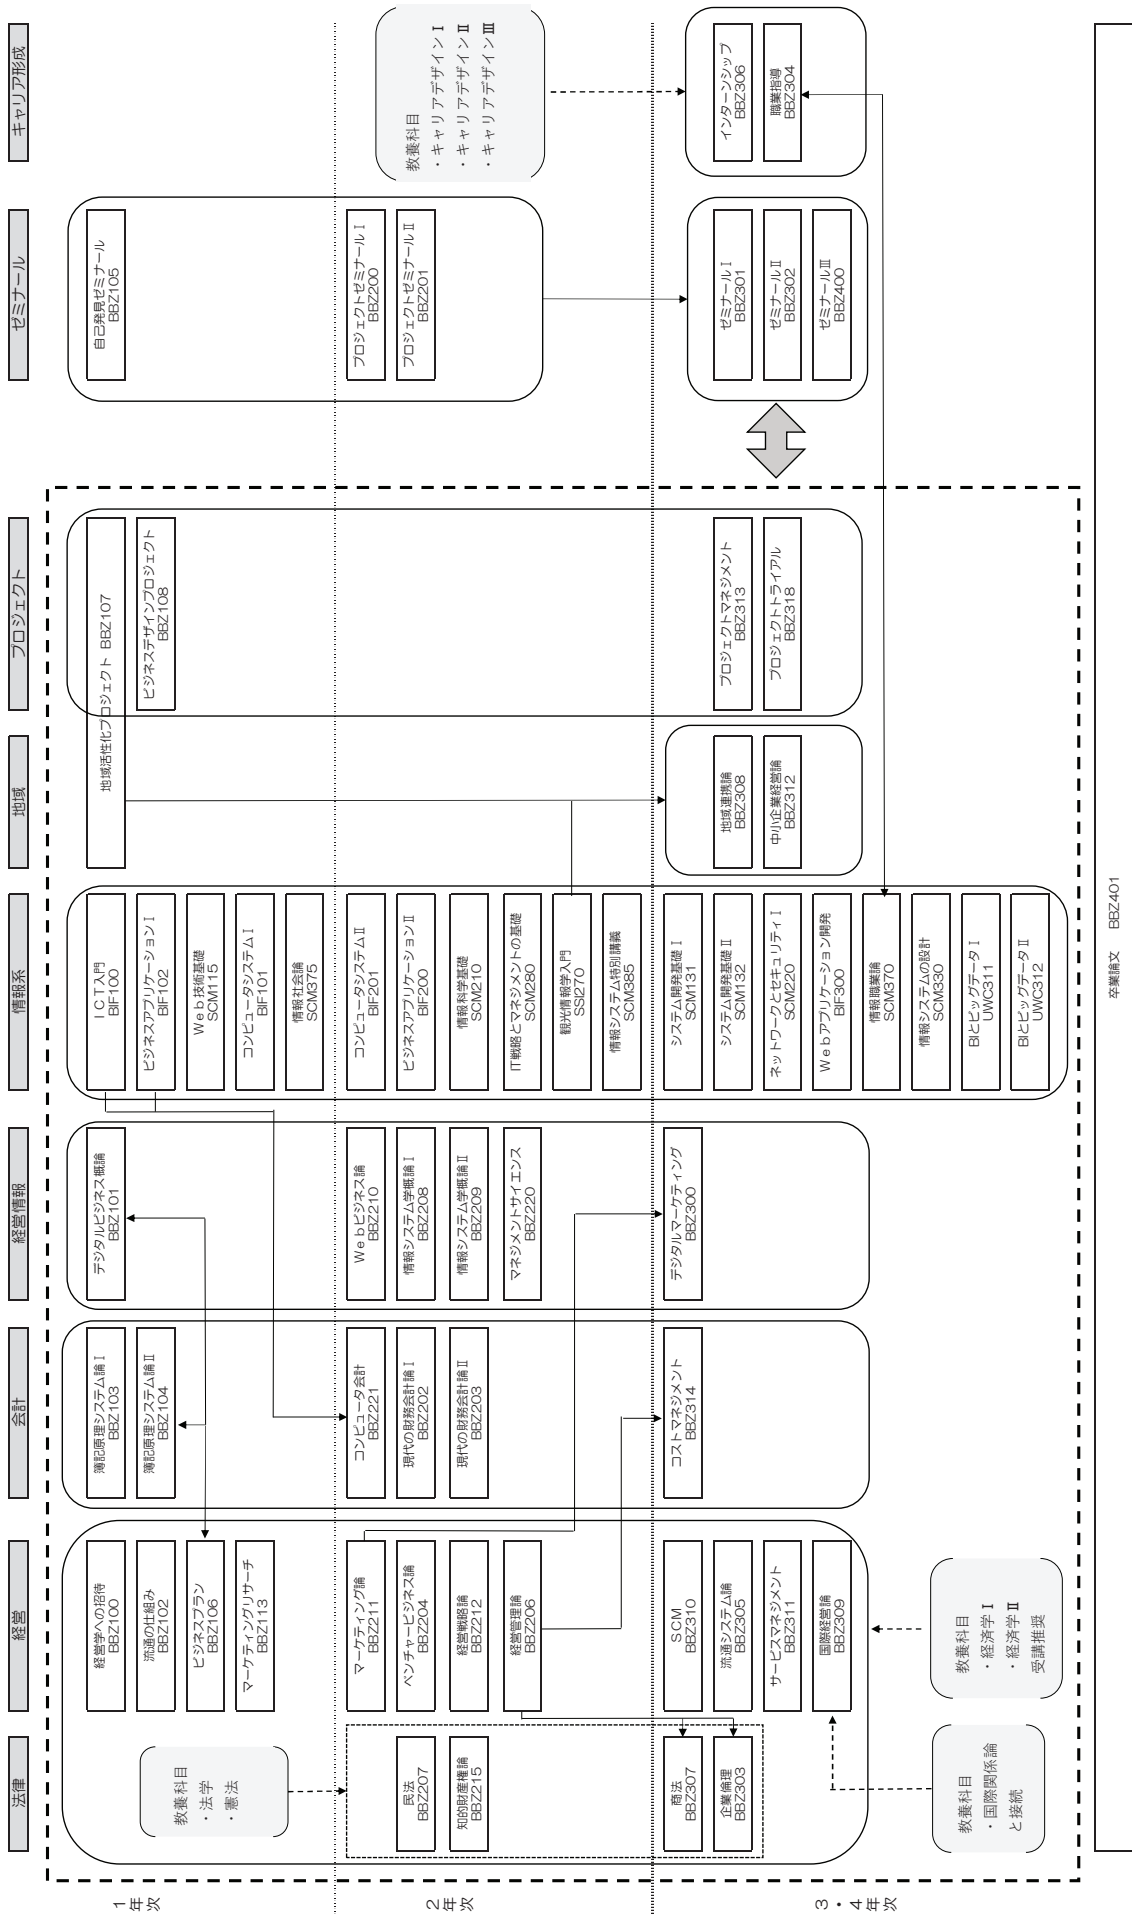 法律
経営
会計
経営情報
情報系
地域
プロジェクト
ゼミナール
キャリア形成
1年次
経営学への招待
BBZ100
流通の仕組み
BBZ102
ビジネスプラン
BBZ106
マーケティングリサーチ
BBZ113
教養科目
・法学
・憲法
簿記原理システム論Ⅰ
BBZ103
簿記原理システム論Ⅱ
BBZ104
デジタルビジネス概論
BBZ101
ICT入門
BIF100
ビジネスアプリケーションⅠ
BIF102
Web技術基礎
SCM115
コンピュータシステムⅠ
BIF101
情報社会論
SCM375
地域活性化プロジェクト BBZ107
ビジネスデザインプロジェクト
BBZ108
自己発見ゼミナール
BBZ105
2年次
民法
BBZ207
知的財産権論
BBZ215
マーケティング論
BBZ211
ベンチャービジネス論
BBZ204
経営戦略論
BBZ212
経営管理論
BBZ206
コンピュータ会計
BBZ221
現代の財務会計論Ⅰ
BBZ202
現代の財務会計論Ⅱ
BBZ203
Webビジネス論
BBZ210
情報システム学概論Ⅰ
BBZ208
情報システム学概論Ⅱ
BBZ209
マネジメントサイエンス
BBZ220
コンピュータシステムⅡ
BIF201
ビジネスアプリケーションⅡ
BIF200
情報科学基礎
SCM210
IT戦略とマネジメントの基礎
SCM280
観光情報学入門
SSI270
情報システム特別講義
SCM385
プロジェクトゼミナールⅠ
BBZ200
プロジェクトゼミナールⅡ
BBZ201
教養科目
・キャリアデザインⅠ
・キャリアデザインⅡ
・キャリアデザインⅢ
3・4年次
商法
BBZ307
企業倫理
BBZ303
SCM
BBZ310
流通システム論
BBZ305
サービスマネジメント
BBZ311
国際経営論
BBZ309
コストマネジメント
BBZ314
デジタルマーケティング
BBZ300
システム開発基礎Ⅰ
SCM131
システム開発基礎Ⅱ
SCM132
ネットワークとセキュリティⅠ
SCM220
Webアプリケーション開発
BIF300
情報職業論
SCM370
情報システムの設計
SCM330
BIとビッグデータⅠ
UWC311
BIとビッグデータⅡ
UWC312
地域連携論
BBZ308
中小企業経営論
BBZ312
プロジェクトマネジメント
BBZ313
プロジェクトトライアル
BBZ318
ゼミナールⅠ
BBZ301
ゼミナールⅡ
BBZ302
ゼミナールⅢ
BBZ400
インターンシップ
BBZ306
職業指導
BBZ304
教養科目
・国際関係論
と接続
教養科目
・経済学Ⅰ
・経済学Ⅱ
受講推奨
卒業論文 BBZ401